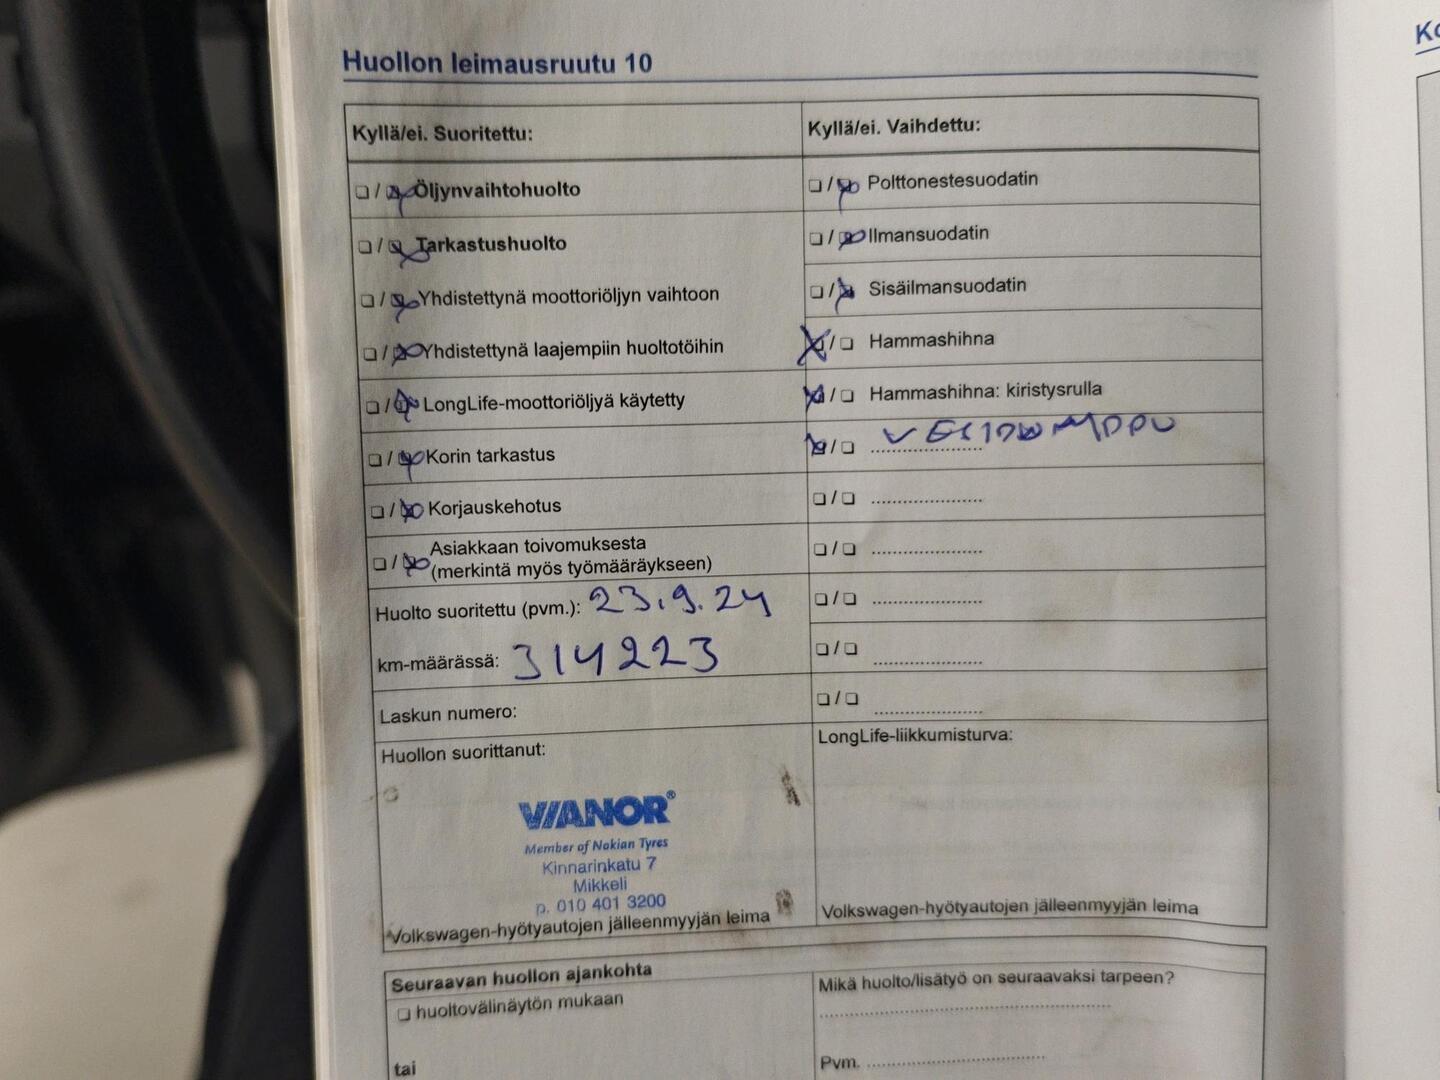 Huollon leimausruutu 10
Kyllä/ei. Suoritettu:
❏ / ❏ Öljynvaihtohuolto
❏ / ❏ Tarkastushuolto
❏ / ❏ Yhdistettynä moottoriöljyn vaihtoon
❏ / ❏ Yhdistettynä laajempiin huoltotöihin
❏ / ❏ LongLife-moottoriöljyä käytetty
❏ / ❏ Korin tarkastus
❏ / ❏ Korjauskehotus
❏ / ❏ Asiakkaan toivomuksesta
(merkintä myös työmääräykseen)
Huolto suoritettu (pvm.): 23.9.24
km-määrässä: 314223
Laskun numero:
Huollon suorittanut:
VIANOR®
Member of Nokian Tyres
Kinnarinkatu 7
Mikkeli
p. 010 401 3200
Volkswagen-hyötyautojen jälleenmyyjän leima
Kyllä/ei. Vaihdettu:
❏ / ❏ Polttonestesuodatin
❏ / ❏ Ilmansuodatin
❏ / ❏ Sisäilmansuodatin
❏ / ❏ Hammashihna
❏ / ❏ Hammashihna: kiristysrulla
❏ / ❏ VESIPUMPPU
❏ / ❏ ....................
❏ / ❏ ....................
❏ / ❏ ....................
❏ / ❏ ....................
❏ / ❏ ....................
LongLife-liikkumisturva:
Volkswagen-hyötyautojen jälleenmyyjän leima
Seuraavan huollon ajankohta
❏ huoltovälinäytön mukaan
tai
Mikä huolto/lisätyö on seuraavaksi tarpeen?
..................................................
Pvm. ..............................